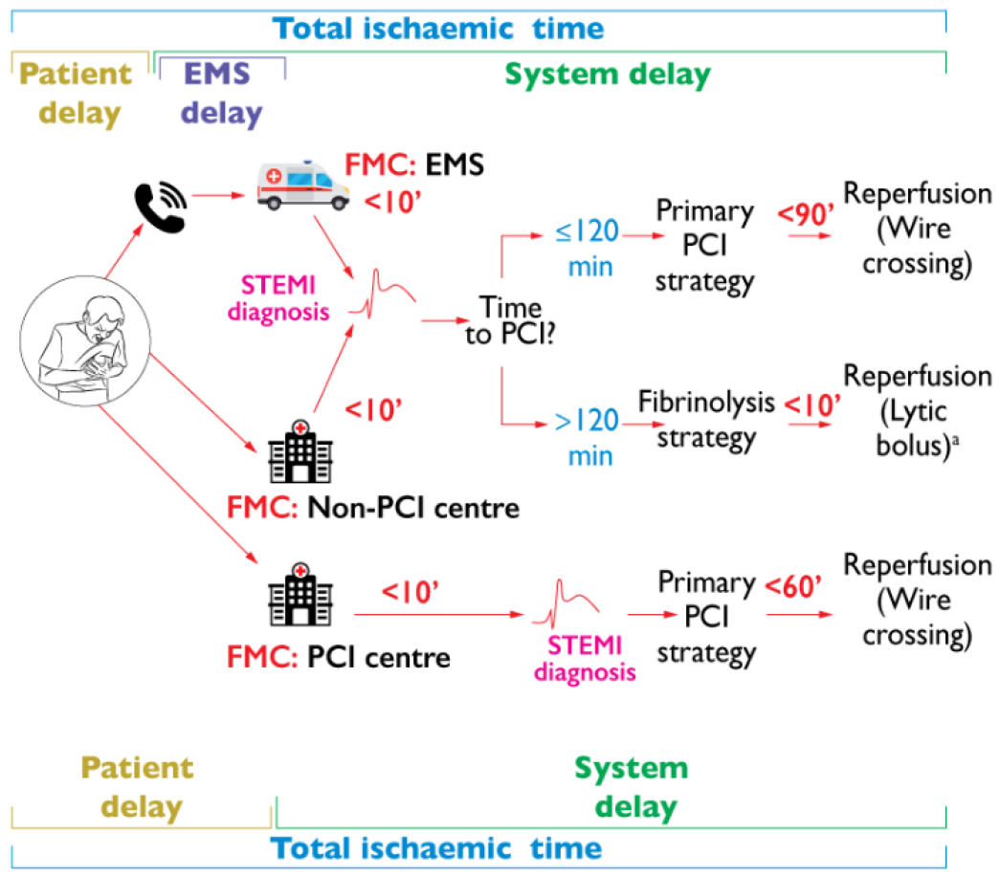 Total ischaemic time
Patient
delay
EMS
delay
System delay
FMC: EMS
<10’
STEMI
diagnosis
Time
to PCI?
≤120
min
Primary
PCI
strategy
<90’
Reperfusion
(Wire
crossing)
<10’
>120
min
Fibrinolysis
strategy
<10’
Reperfusion
(Lytic
bolus)ᵃ
FMC: Non-PCI centre
<10’
STEMI
diagnosis
Primary
PCI
strategy
<60’
Reperfusion
(Wire
crossing)
FMC: PCI centre
Patient
delay
System
delay
Total ischaemic time